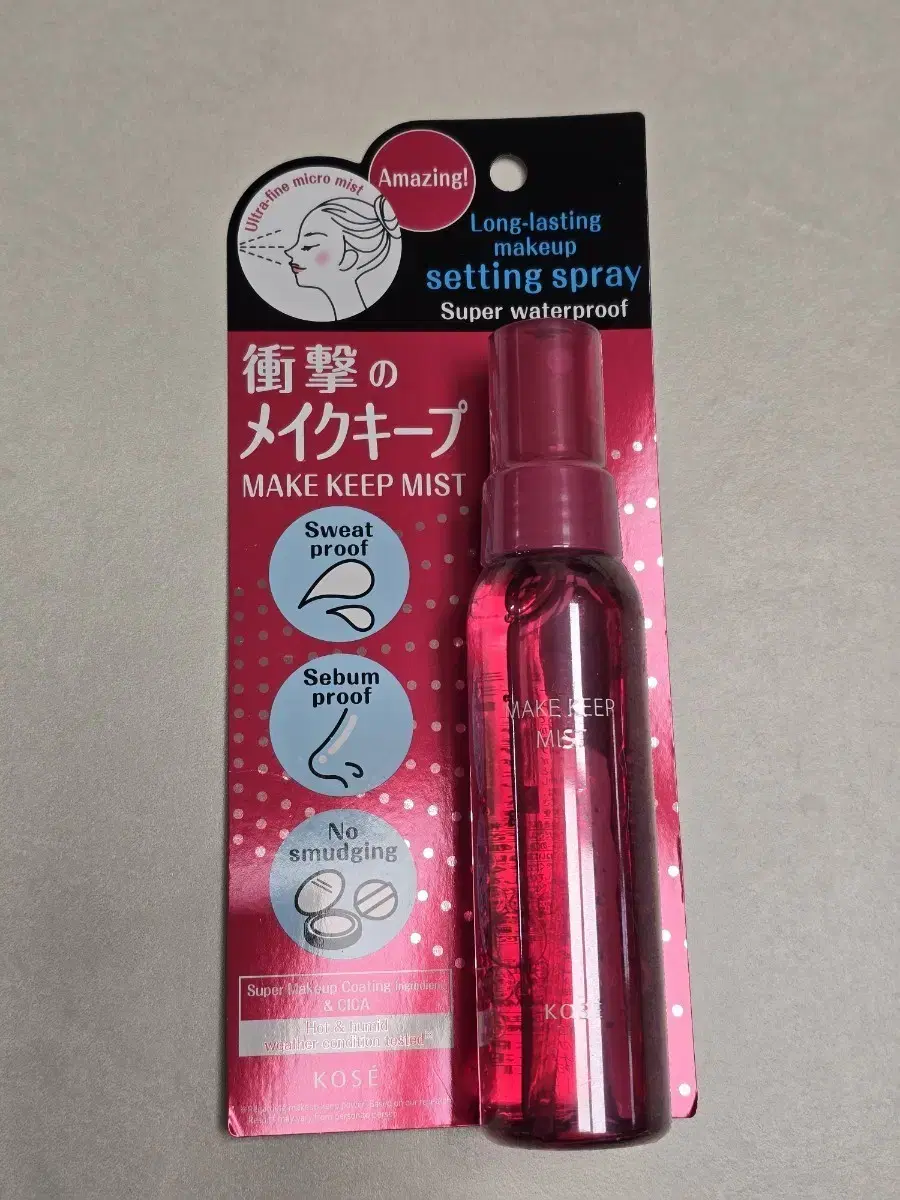 Ultra-fine micro mist
Amazing!
Long-lasting
makeup
setting spray
Super waterproof
衝撃の
メイクキープ
MAKE KEEP MIST
Sweat
proof
Sebum
proof
No
smudging
Super Makeup Coating Ingredient
& CICA
Hot & humid
weather condition tested
KOSÉ
MAKE KEEP
MIST
KOSÉ